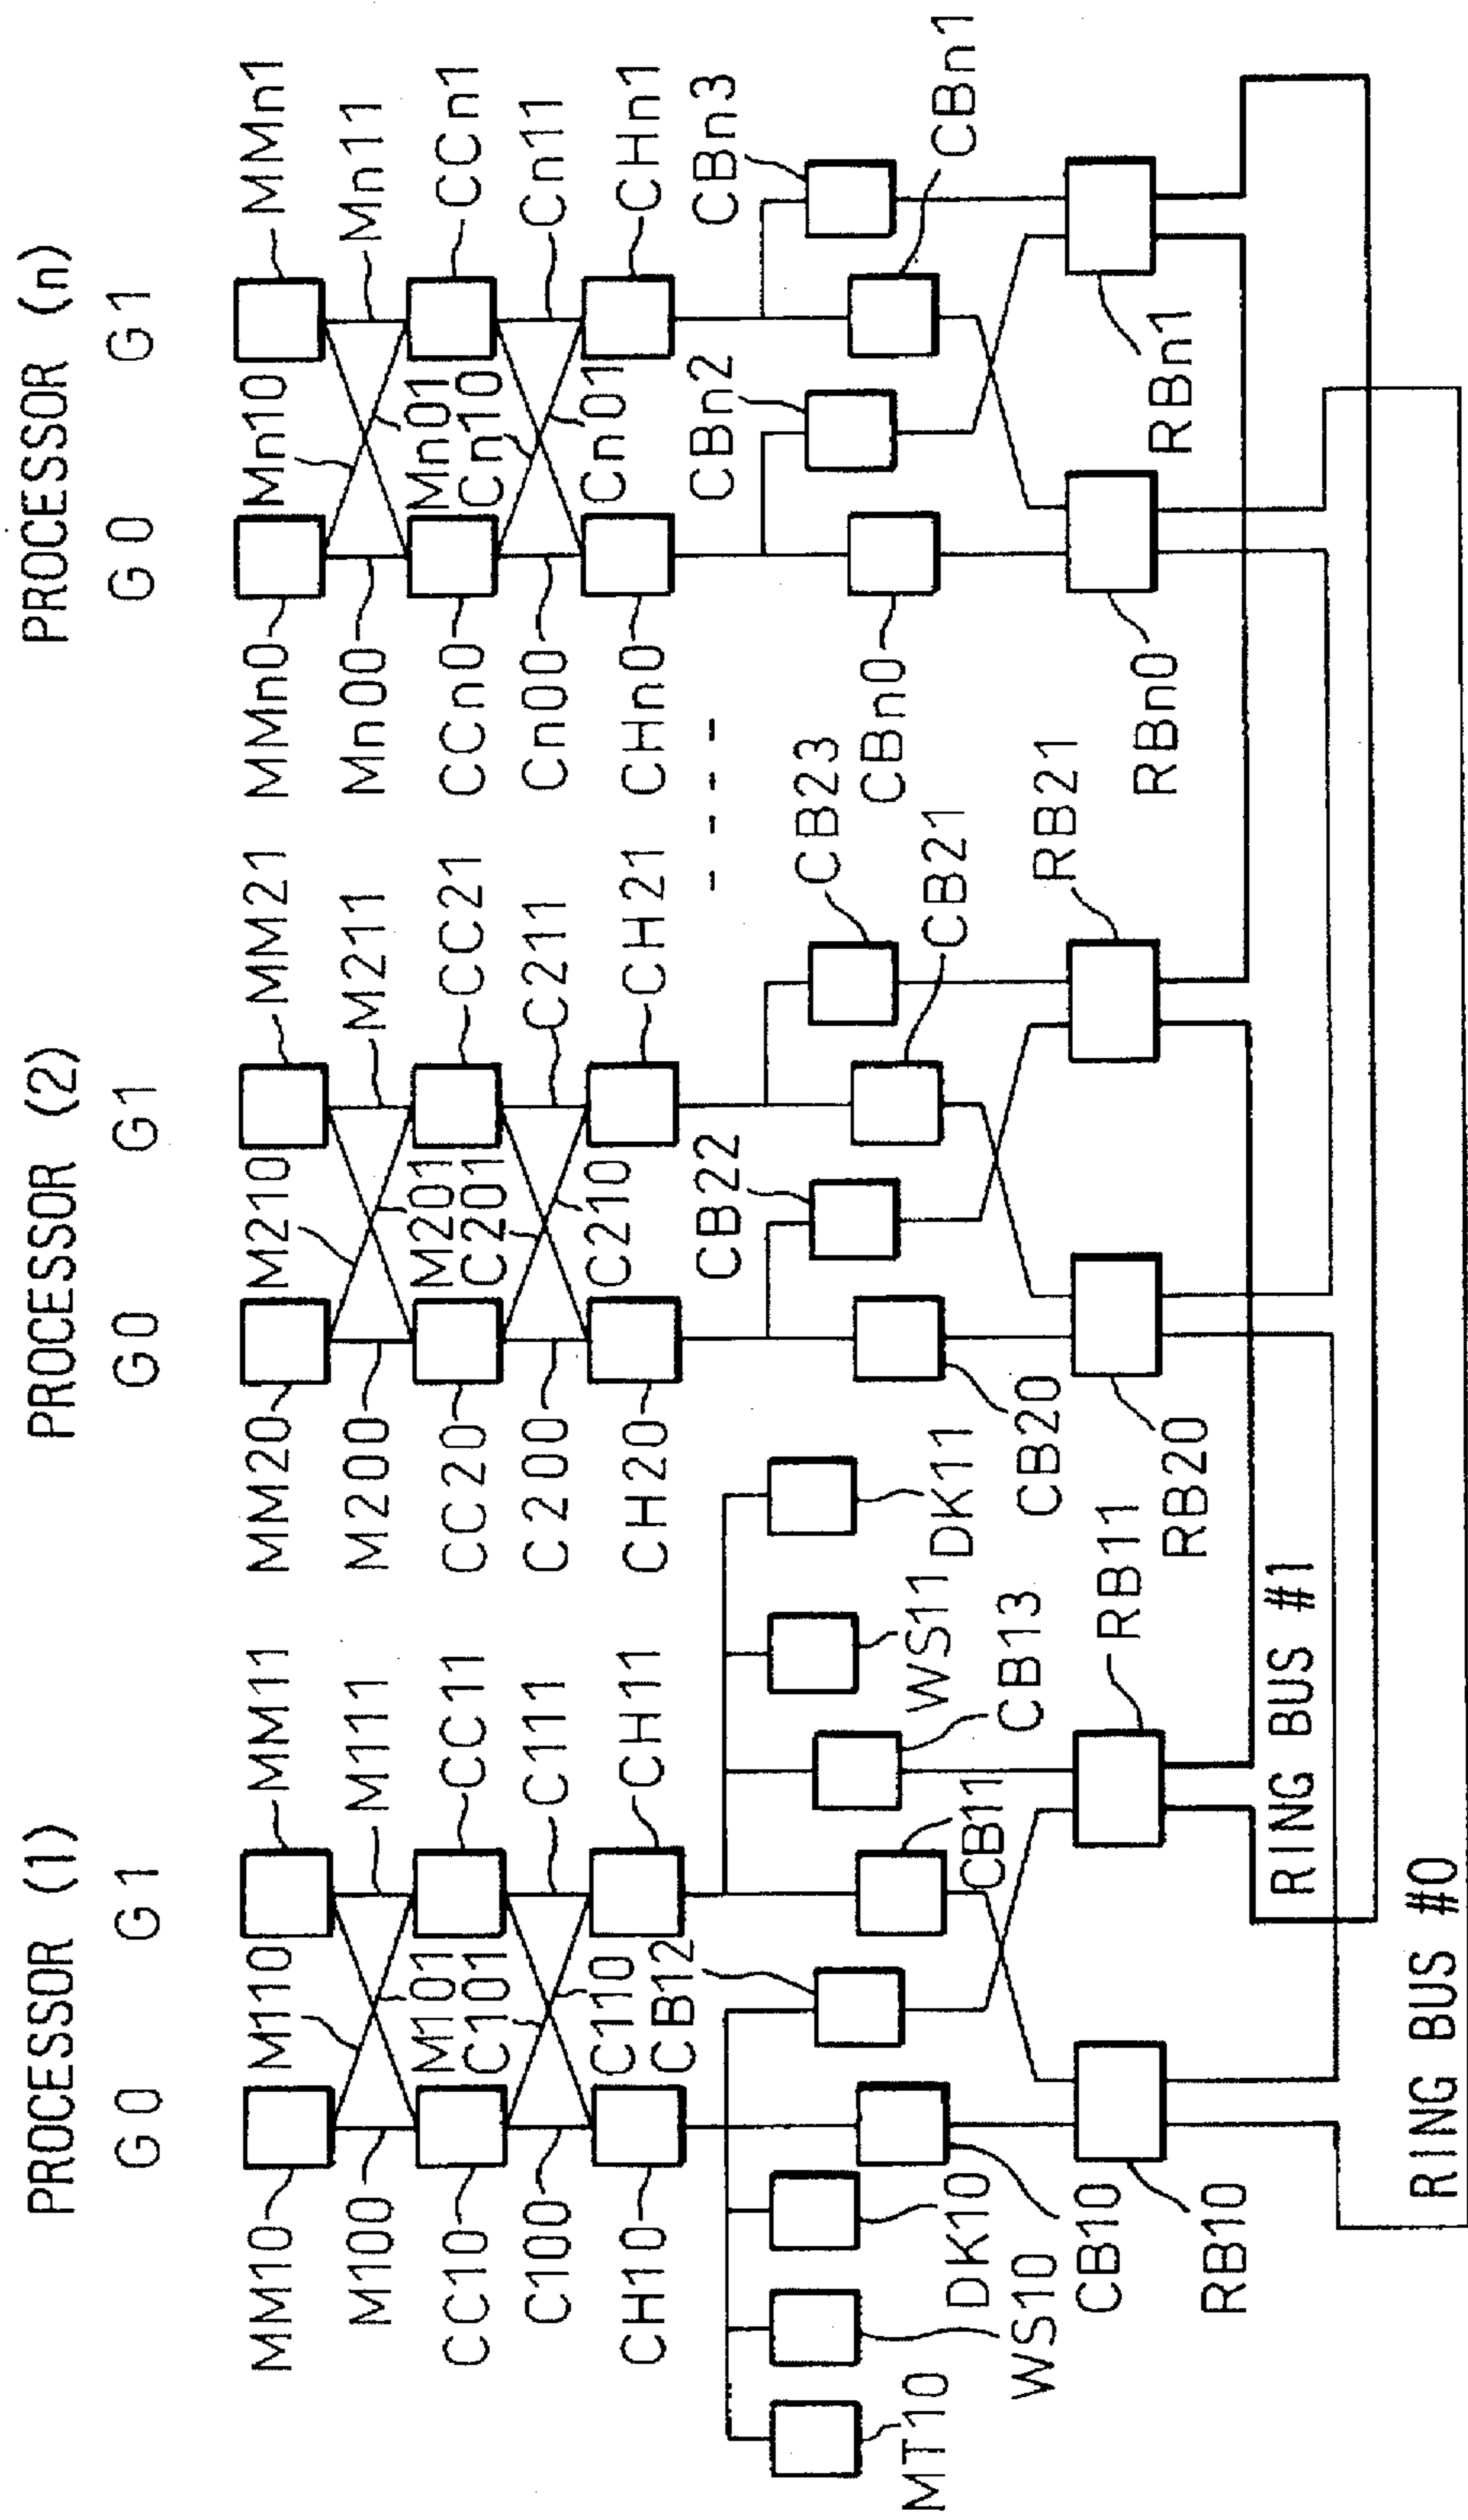 PROCESSOR (1)
PROCESSOR (2)
PROCESSOR (n)
G0
G1
G0
G1
G0
G1
MM10
M110
MM11
MM20
M210
MM21
MMn0
Mn10
MMn1
M100
M111
M200
M211
Mn00
Mn11
CC10
M101
C101
CC11
CC20
M201
C201
CC21
CCn0
Mn01
Cn10
CCn1
C100
C111
C200
C211
Cn00
Cn11
CH10
C110
CH11
CH20
C210
CH21
CHn0
Cn01
CHn1
CB12
CB22
CBn2
CBn3
- - - -
MT10
WS10
DK10
CB10
CB11
CB13
WS11
DK11
CB20
CB21
CB23
CBn0
CBn1
RB10
RB11
RB20
RB21
RBn0
RBn1
RING BUS #1
RING BUS #0